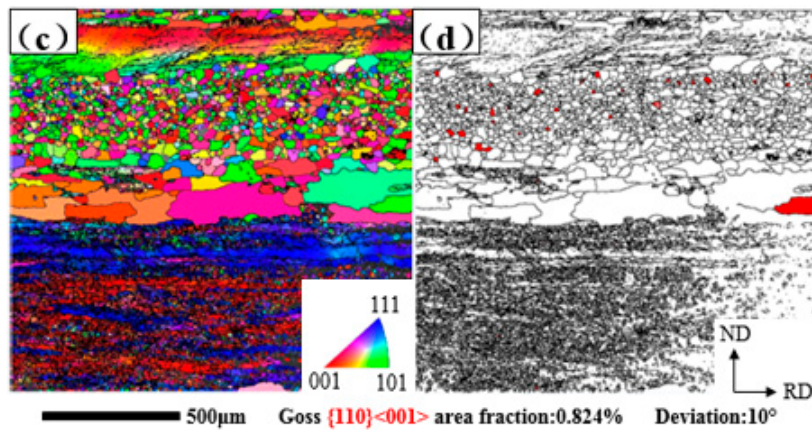 (c)
(d)
111
001 101
ND
RD
500μm Goss {110}<001> area fraction:0.824% Deviation:10°